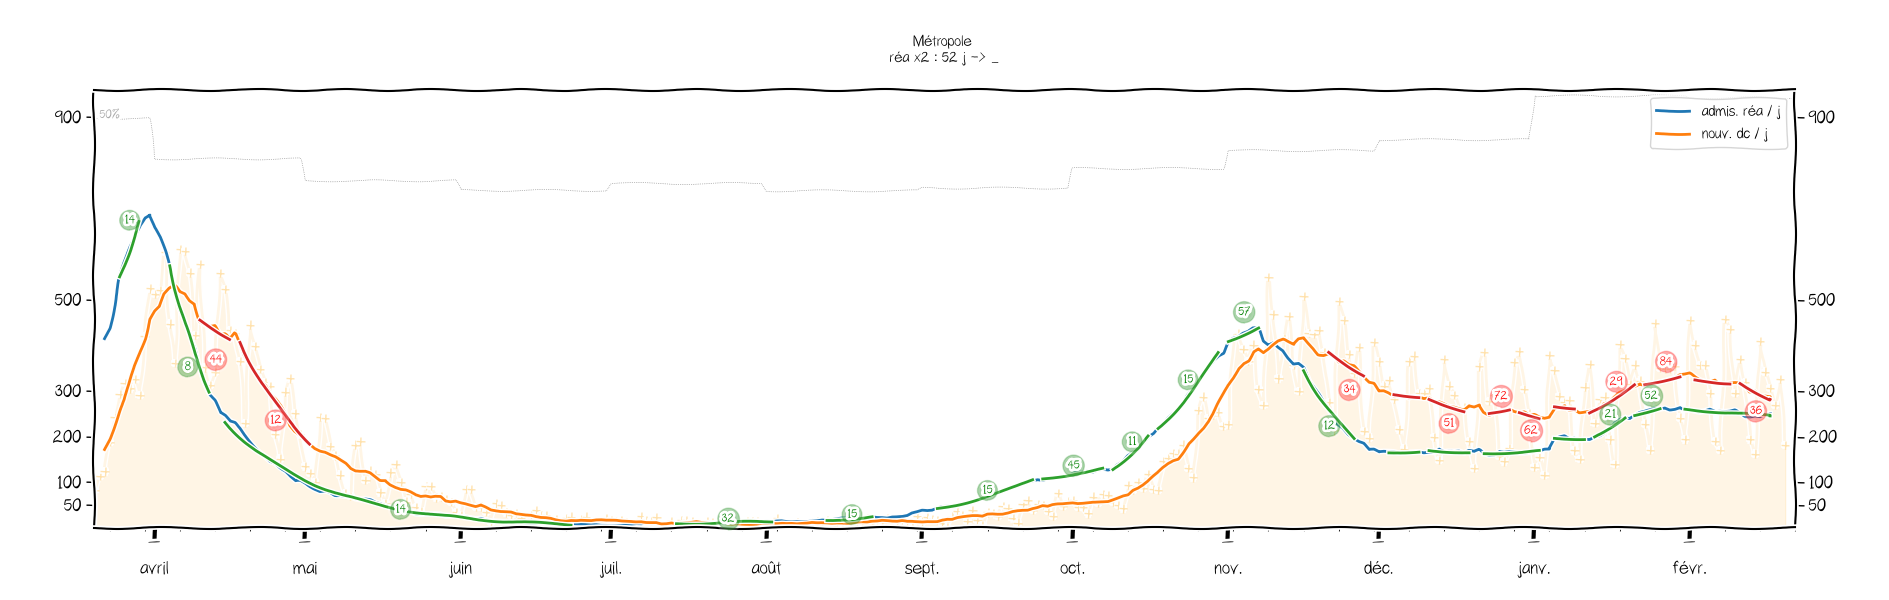 Métropole
réa x2 : 52 j -> _
900
50%
admis. réa / j
nouv. dc / j
900
14
57
500
500
8
44
15
34
72
29
84
300
300
12
11
12
51
62
21
52
36
200
200
45
100
15
100
50
14
32
15
50
avril
mai
juin
juil.
août
sept.
oct.
nov.
déc.
janv.
févr.